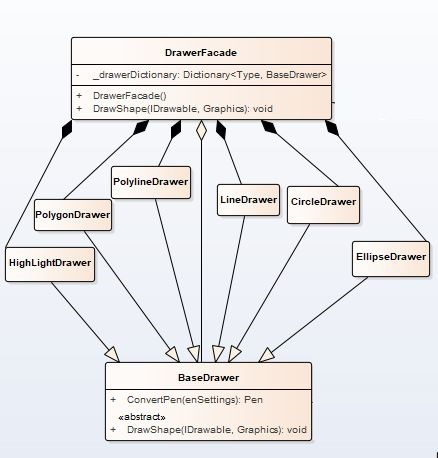 DrawerFacade
- _drawerDictionary: Dictionary<Type, BaseDrawer>
+ DrawerFacade()
+ DrawShape(IDrawable, Graphics): void
PolylineDrawer
LineDrawer
CircleDrawer
PolygonDrawer
HighLightDrawer
EllipseDrawer
BaseDrawer
+ ConvertPen(enSettings): Pen
«abstract»
+ DrawShape(IDrawable, Graphics): void